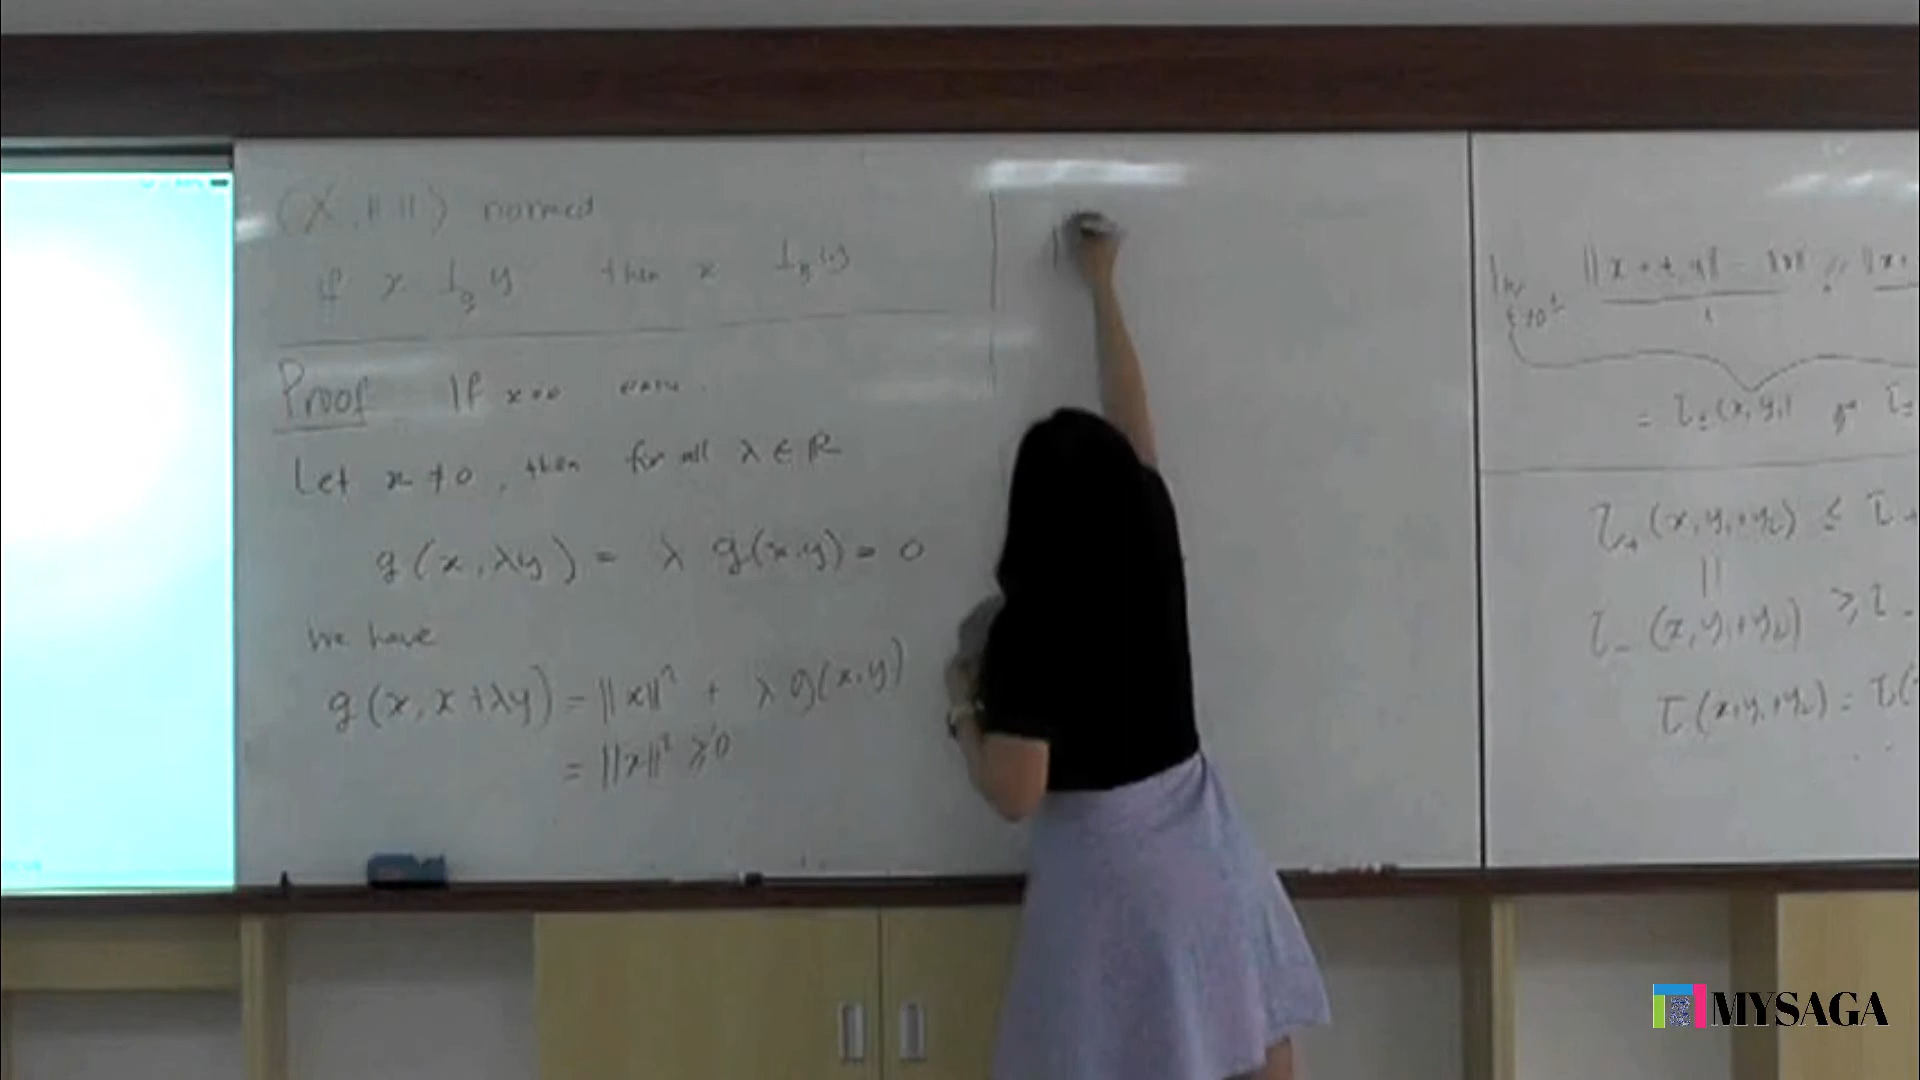 (X, || ||) normed
if x ⊥g y then x ⊥B y
Proof If x=0
Let x ≠ 0, then for all λ ∈ ℝ
g(x, λy) = λ g(x,y) = 0
We have
g(x, x+λy) = ||x||² + λ g(x,y)
= ||x||² ≥ 0
τ₊(x, y₁+y₂) ≤ τ₊
||
τ₋(x, y₁+y₂) ≥ τ₋
τ(x, y₁+y₂) = τ(
MYSAGA